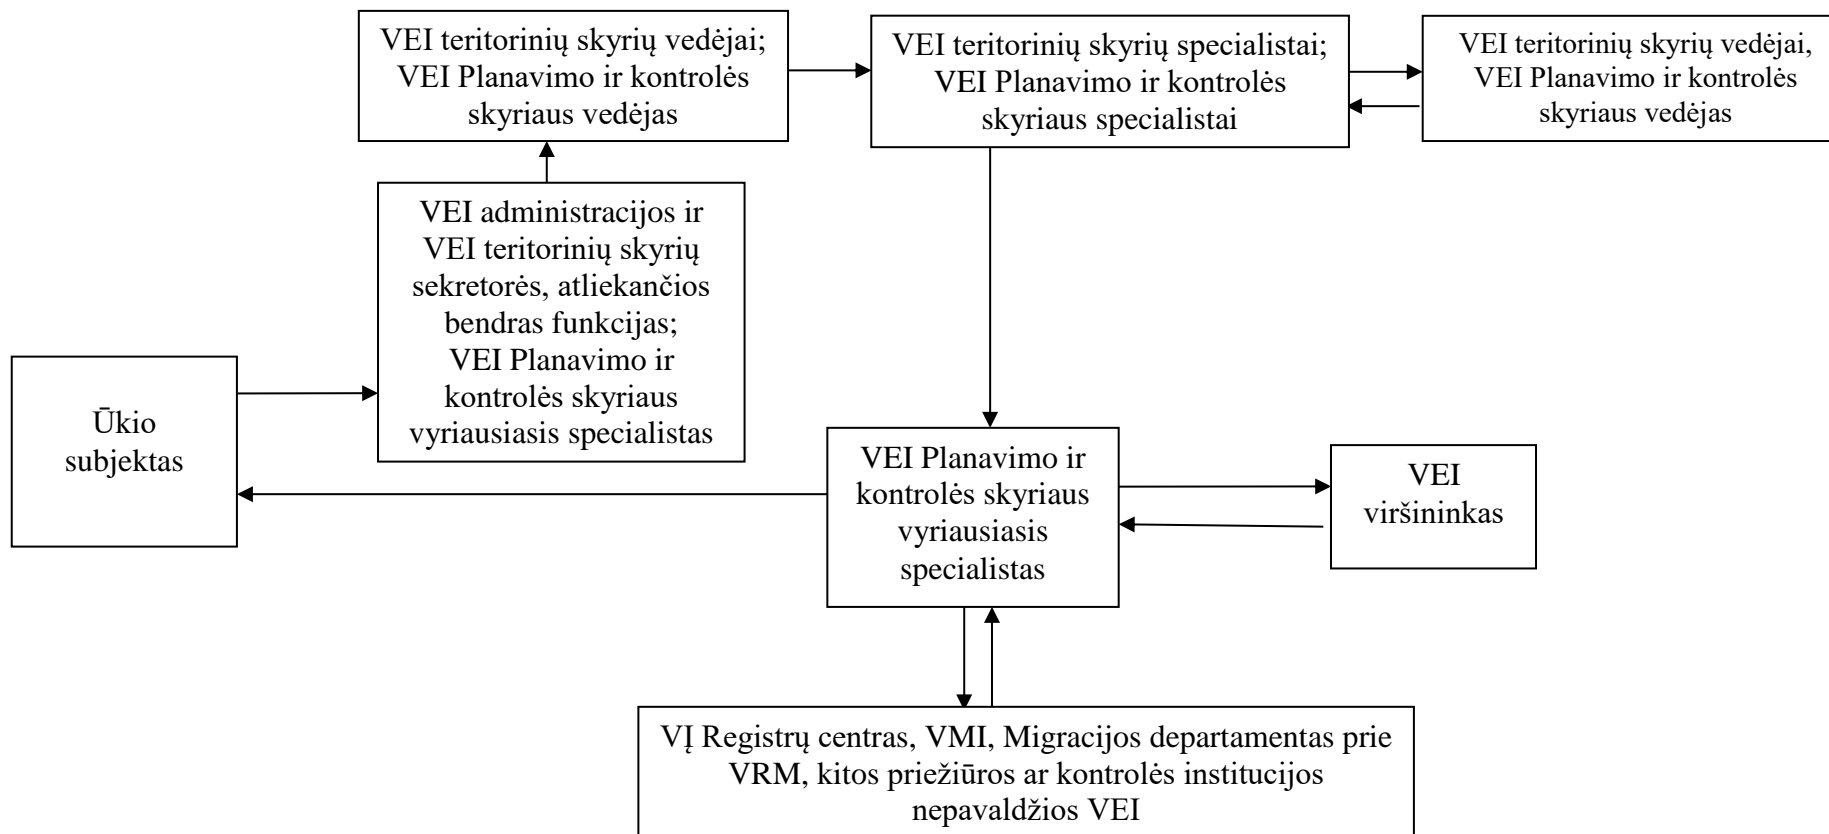 VEI teritorinių skyrių vedėjai;
VEI Planavimo ir kontrolės
skyriaus vedėjas
VEI teritorinių skyrių specialistai;
VEI Planavimo ir kontrolės
skyriaus specialistai
VEI teritorinių skyrių vedėjai,
VEI Planavimo ir kontrolės
skyriaus vedėjas
VEI administracijos ir
VEI teritorinių skyrių
sekretorės, atliekančios
bendras funkcijas;
VEI Planavimo ir
kontrolės skyriaus
vyriausiasis specialistas
Ūkio
subjektas
VEI Planavimo ir
kontrolės skyriaus
vyriausiasis
specialistas
VEI
viršininkas
VĮ Registrų centras, VMI, Migracijos departamentas prie
VRM, kitos priežiūros ar kontrolės institucijos
nepavaldžios VEI